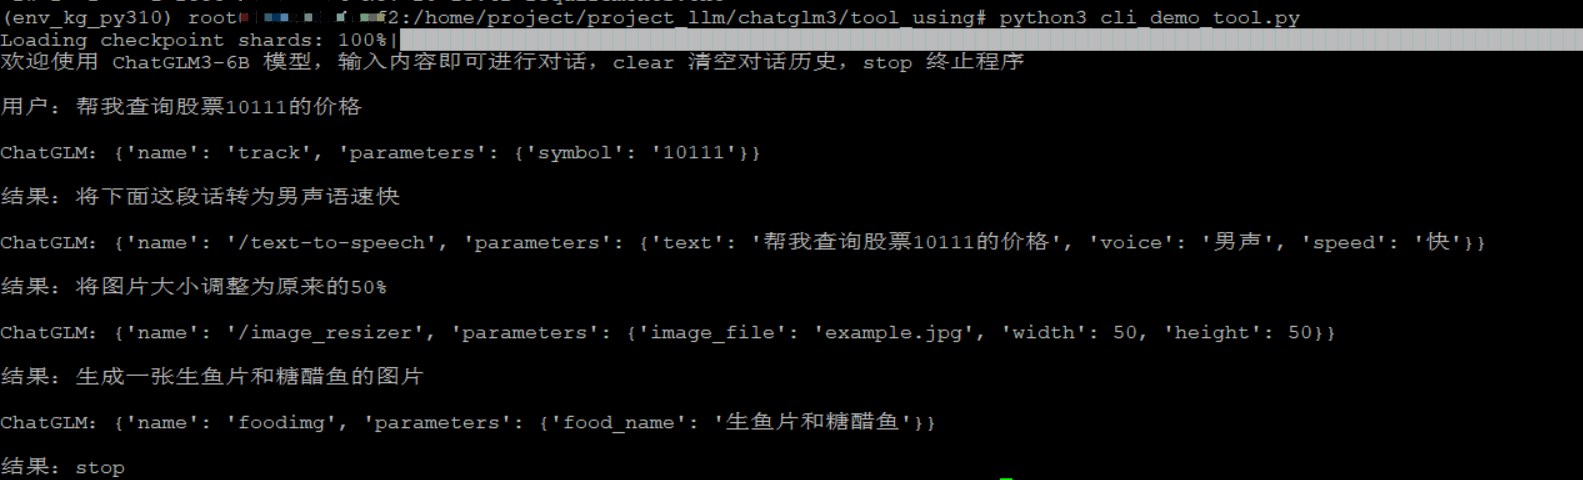 (env_kg_py310) root 2:/home/project/project_llm/chatglm3/tool_using# python3 cli_demo_tool.py
Loading checkpoint shards: 100%|
欢迎使用 ChatGLM3-6B 模型，输入内容即可进行对话，clear 清空对话历史，stop 终止程序
用户：帮我查询股票10111的价格
ChatGLM：{'name': 'track', 'parameters': {'symbol': '10111'}}
结果：将下面这段话转为男声语速快
ChatGLM：{'name': '/text-to-speech', 'parameters': {'text': '帮我查询股票10111的价格', 'voice': '男声', 'speed': '快'}}
结果：将图片大小调整为原来的50%
ChatGLM：{'name': '/image_resizer', 'parameters': {'image_file': 'example.jpg', 'width': 50, 'height': 50}}
结果：生成一张生鱼片和糖醋鱼的图片
ChatGLM：{'name': 'foodimg', 'parameters': {'food_name': '生鱼片和糖醋鱼'}}
结果：stop